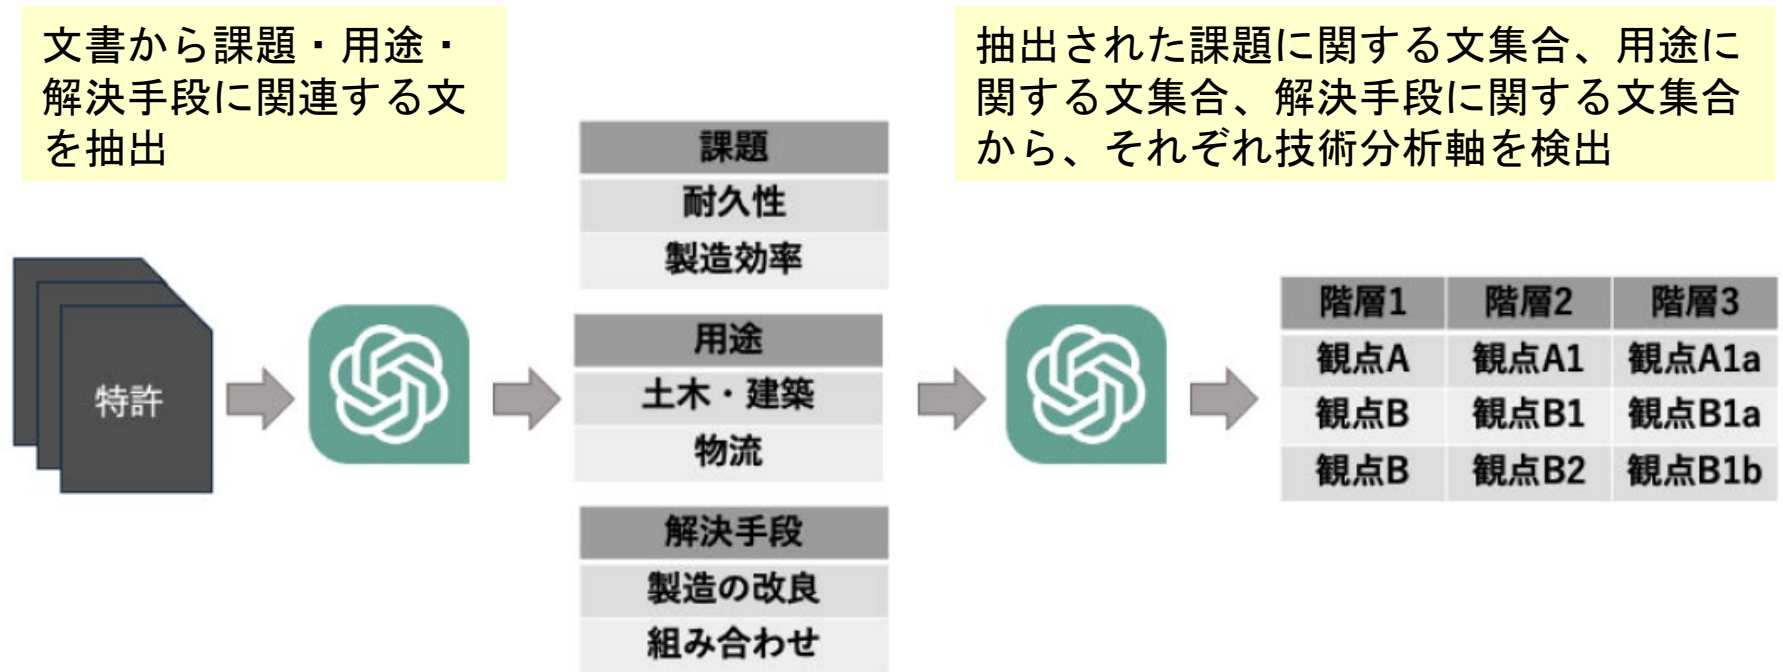 文書から課題・用途・
解決手段に関連する文
を抽出
抽出された課題に関する文集合、用途に
関する文集合、解決手段に関する文集合
から、それぞれ技術分析軸を検出
特許
課題
耐久性
製造効率
用途
土木・建築
物流
解決手段
製造の改良
組み合わせ
階層1 階層2 階層3
観点A 観点A1 観点A1a
観点B 観点B1 観点B1a
観点B 観点B2 観点B1b